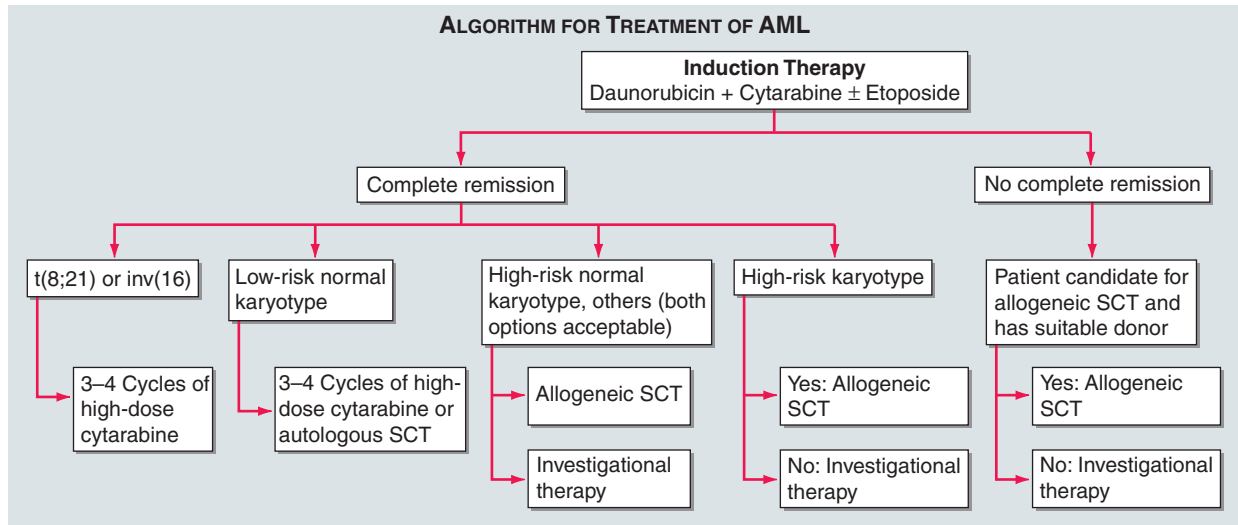 ALGORITHM FOR TREATMENT OF AML
Induction Therapy
Daunorubicin + Cytarabine ± Etoposide
Complete remission
No complete remission
t(8;21) or inv(16)
Low-risk normal
karyotype
High-risk normal
karyotype, others (both
options acceptable)
High-risk karyotype
Patient candidate for
allogeneic SCT and
has suitable donor
3–4 Cycles of
high-dose
cytarabine
3–4 Cycles of high-
dose cytarabine or
autologous SCT
Allogeneic SCT
Yes: Allogeneic
SCT
Yes: Allogeneic
SCT
Investigational
therapy
No: Investigational
therapy
No: Investigational
therapy